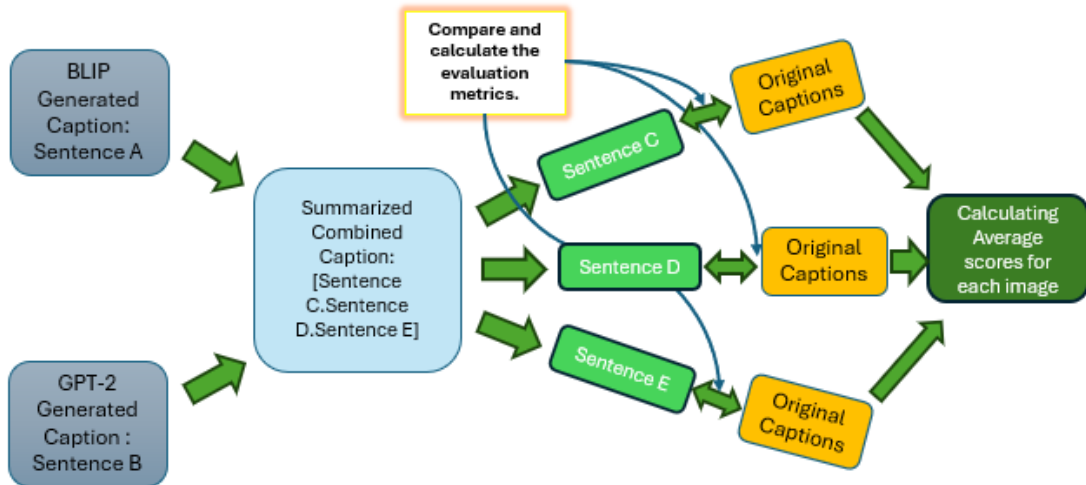 BLIP
Generated
Caption:
Sentence A
GPT-2
Generated
Caption :
Sentence B
Summarized
Combined
Caption:
[Sentence
C.Sentence
D.Sentence E]
Compare and
calculate the
evaluation
metrics.
Sentence C
Sentence D
Sentence E
Original
Captions
Original
Captions
Original
Captions
Calculating
Average
scores for
each image